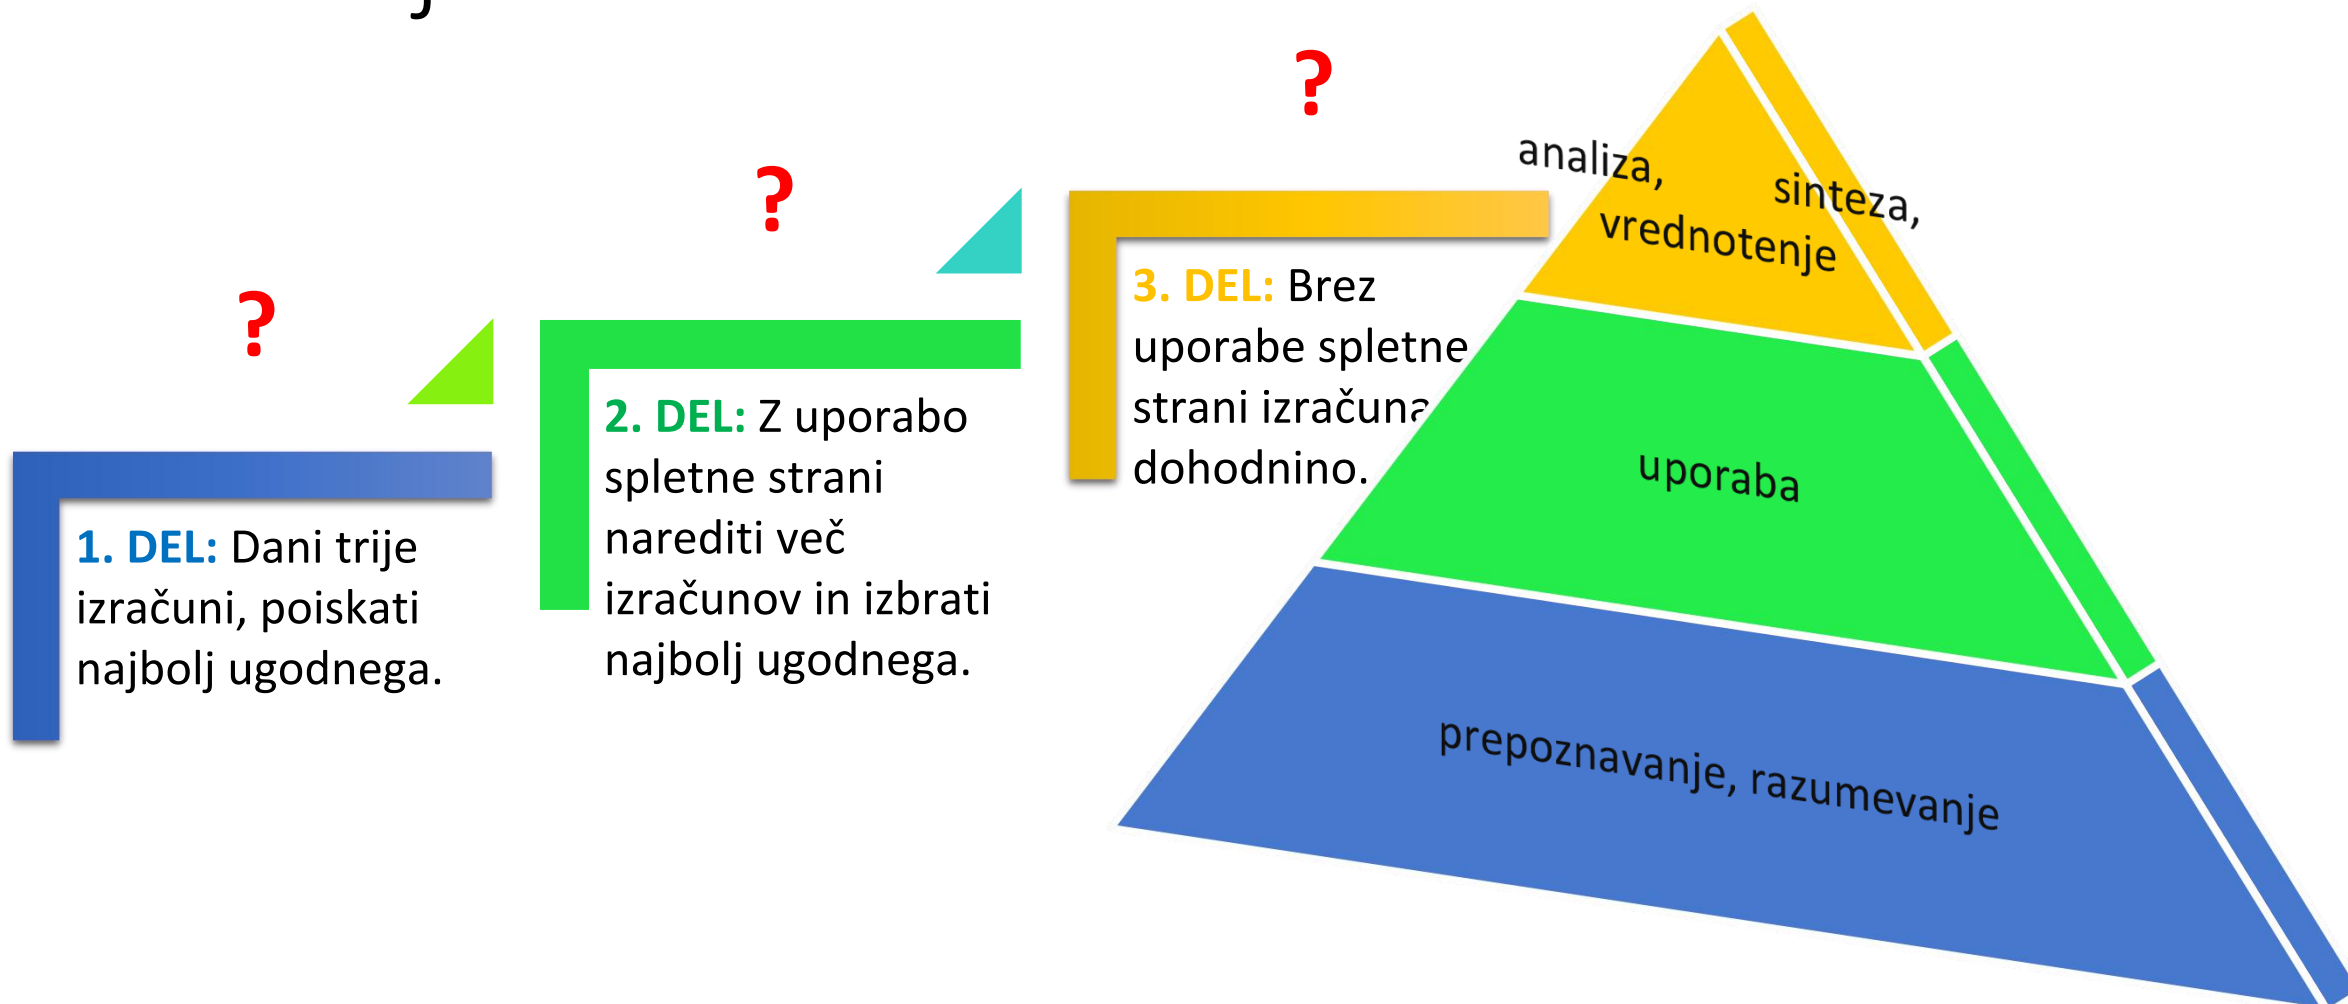 ?
?
?
1. DEL: Dani trije
izračuni, poiskati
najbolj ugodnega.
2. DEL: Z uporabo
spletne strani
narediti več
izračunov in izbrati
najbolj ugodnega.
3. DEL: Brez
uporabe spletne
strani
dohodnino.
analiza, sinteza,
vrednotenje
uporaba
prepoznavanje, razumevanje